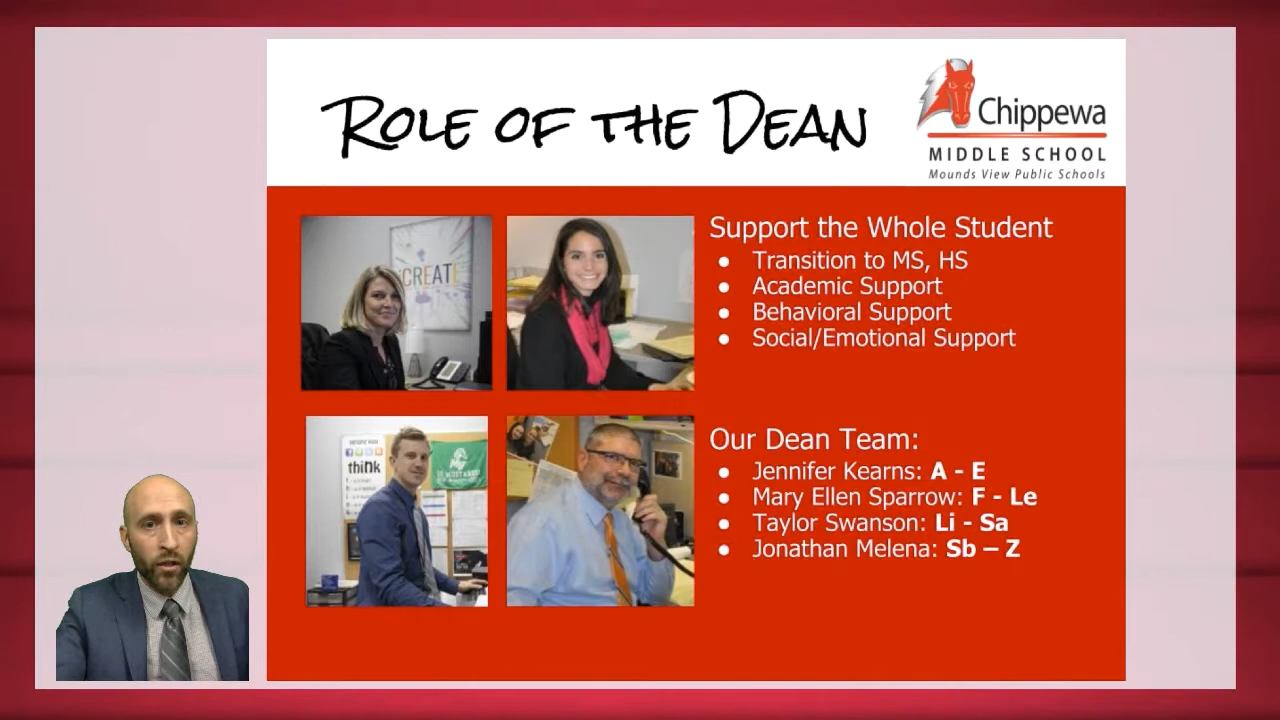 Role of the Dean
Chippewa
MIDDLE SCHOOL
Mounds View Public Schools
CREATE
think
Support the Whole Student
● Transition to MS, HS
● Academic Support
● Behavioral Support
● Social/Emotional Support
Our Dean Team:
● Jennifer Kearns: A - E
● Mary Ellen Sparrow: F - Le
● Taylor Swanson: Li - Sa
● Jonathan Melena: Sb – Z